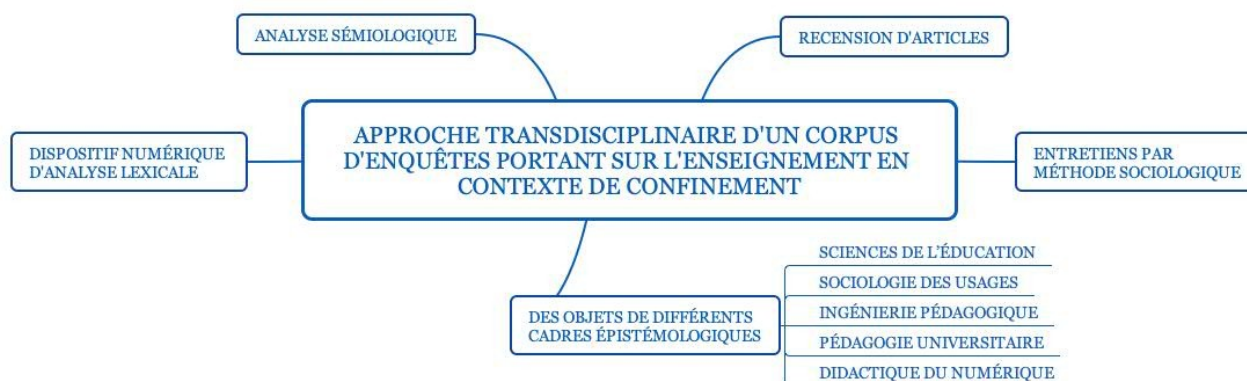 ANALYSE SÉMIOLOGIQUE
RECENSION D'ARTICLES
APPROCHE TRANSDISCIPLINAIRE D'UN CORPUS
D'ENQUÊTES PORTANT SUR L'ENSEIGNEMENT EN
CONTEXTE DE CONFINEMENT
DISPOSITIF NUMÉRIQUE
D'ANALYSE LEXICALE
ENTRETIENS PAR
MÉTHODE SOCIOLOGIQUE
DES OBJETS DE DIFFÉRENTS
CADRES ÉPISTÉMOLOGIQUES
SCIENCES DE L'ÉDUCATION
SOCIOLOGIE DES USAGES
INGÉNIERIE PÉDAGOGIQUE
PÉDAGOGIE UNIVERSITAIRE
DIDACTIQUE DU NUMÉRIQUE